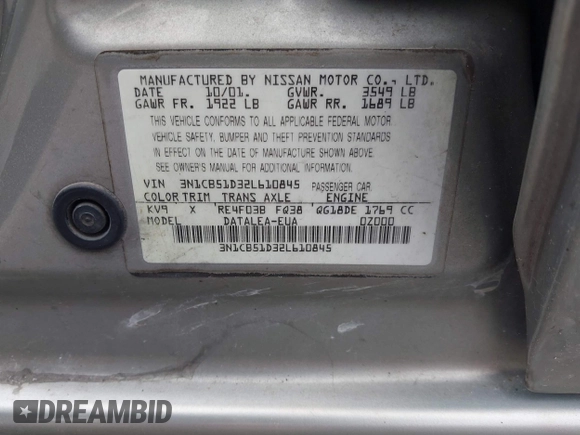 MANUFACTURED BY NISSAN MOTOR CO., LTD.
DATE 10/01. GVWR. 3549 LB
GAWR FR. 1922 LB GAWR RR. 1689 LB
THIS VEHICLE CONFORMS TO ALL APPLICABLE FEDERAL MOTOR
VEHICLE SAFETY, BUMPER AND THEFT PREVENTION STANDARDS
IN EFFECT ON THE DATE OF MANUFACTURE SHOWN ABOVE.
SEE OWNER'S MANUAL FOR ADDITIONAL INFORMATION.
VIN 3N1CB51D32L610845 PASSENGER CAR
COLOR TRIM TRANS AXLE ENGINE
KV9 X RE4F03B FQ38 QG18DE 1769 CC
MODEL DATALEA-EUA 0Z000
3N1CB51D32L610845
DREAMBID